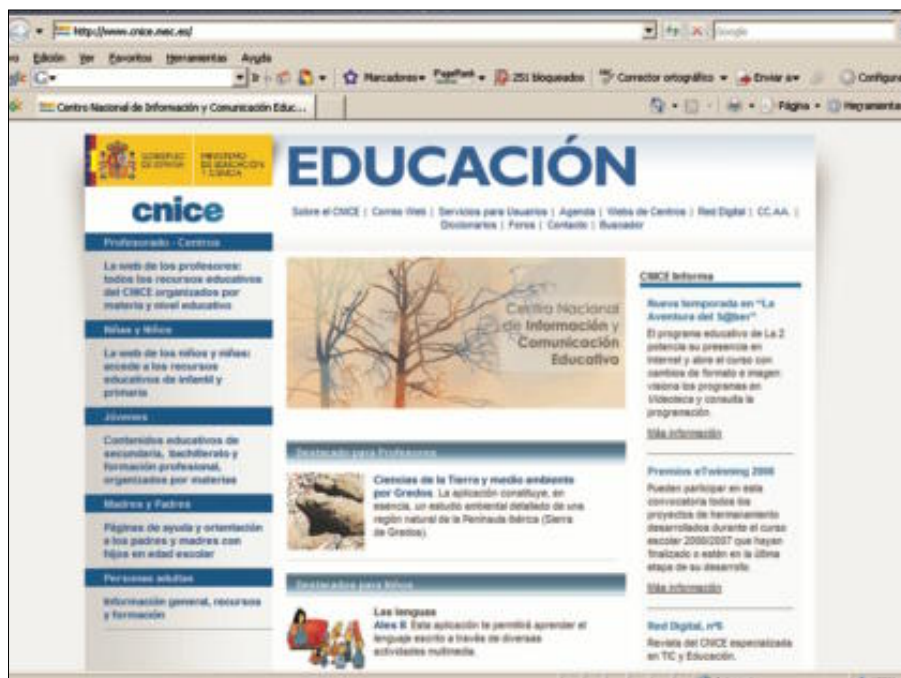 http://www.cnice.mec.es/
Google
Edición Ver Favoritos Herramientas Ayuda
G Ir Marcadores PageRank 251 bloqueados Corrector ortográfico Enviar a Configura
Centro Nacional de Información y Comunicación Educ... Página Herramienta
GOBIERNO DE ESPAÑA
MINISTERIO DE EDUCACIÓN Y CIENCIA
EDUCACIÓN
cnice
Sobre el CNICE | Correo Web | Servicios para Usuarios | Agenda | Webs de Centros | Red Digital | CC.AA. |
Diccionarios | Foros | Contacto | Buscador
Profesorado - Centros
La web de los profesores:
todos los recursos educativos
del CNICE organizados por
materia y nivel educativo
Niñas y Niños
La web de los niños y niñas:
accede a los recursos
educativos de infantil y
primaria
Jóvenes
Contenidos educativos de
secundaria, bachillerato y
formación profesional,
organizados por materias
Madres y Padres
Páginas de ayuda y orientación
a los padres y madres con
hijos en edad escolar
Personas adultas
Información general, recursos
y formación
Centro Nacional
de Información y
Comunicación
Educativa
Destacado para Profesores
Ciencias de la Tierra y medio ambiente
por Gredos. La aplicación constituye, en
esencia, un estudio ambiental detallado de una
región natural de la Península Ibérica (Sierra
de Gredos).
Destacados para Niños
Las lenguas
Ales II. Esta aplicación te permitirá aprender el
lenguaje escrito a través de diversas
actividades multimedia.
CNICE Informa
Nueva temporada en "La
Aventura del S@ber"
El programa educativo de La 2
potencia su presencia en
Internet y abre el curso con
cambios de formato e imagen:
visiona los programas en
Videoteca y consulta la
programación.
Más información
Premios eTwinning 2008
Pueden participar en esta
convocatoria todos los
proyectos de hermanamiento
desarrollados durante el curso
escolar 2006/2007 que hayan
finalizado o estén en la última
etapa de su desarrollo.
Más información
Red Digital, nº6
Revista del CNICE especializada
en TIC y Educación.